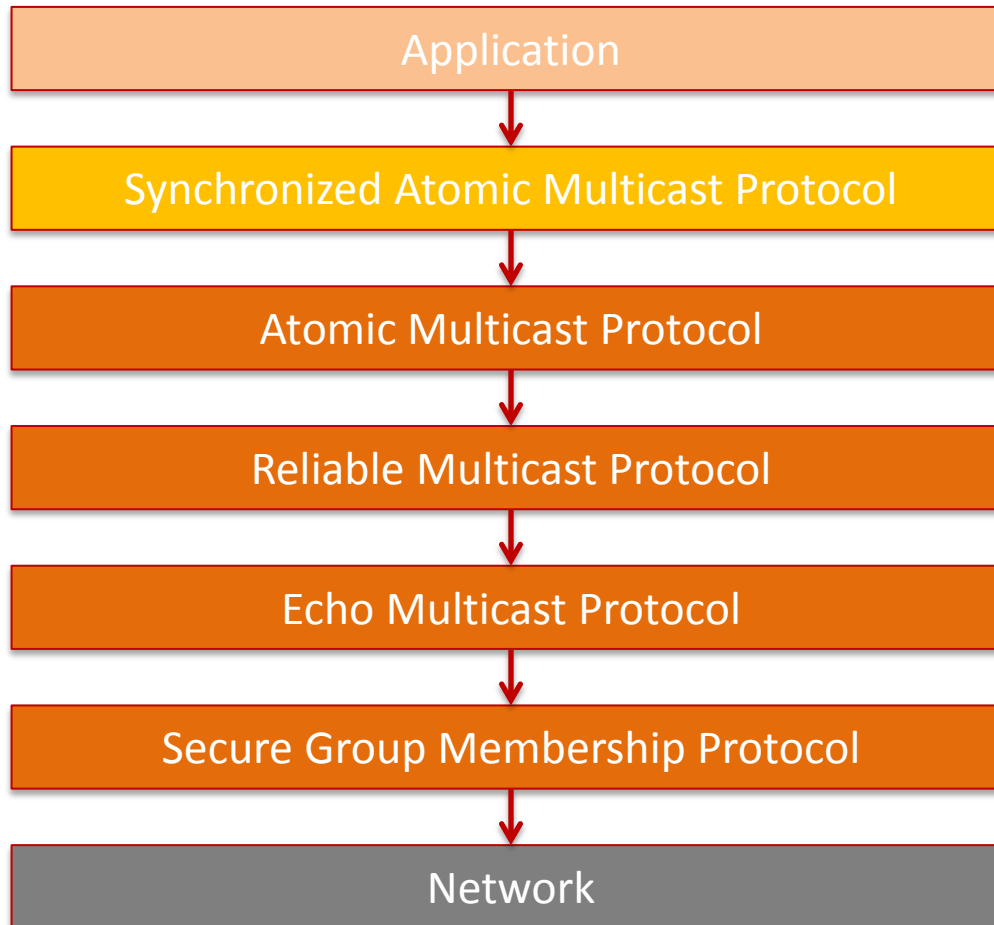 Application
Synchronized Atomic Multicast Protocol
Atomic Multicast Protocol
Reliable Multicast Protocol
Echo Multicast Protocol
Secure Group Membership Protocol
Network